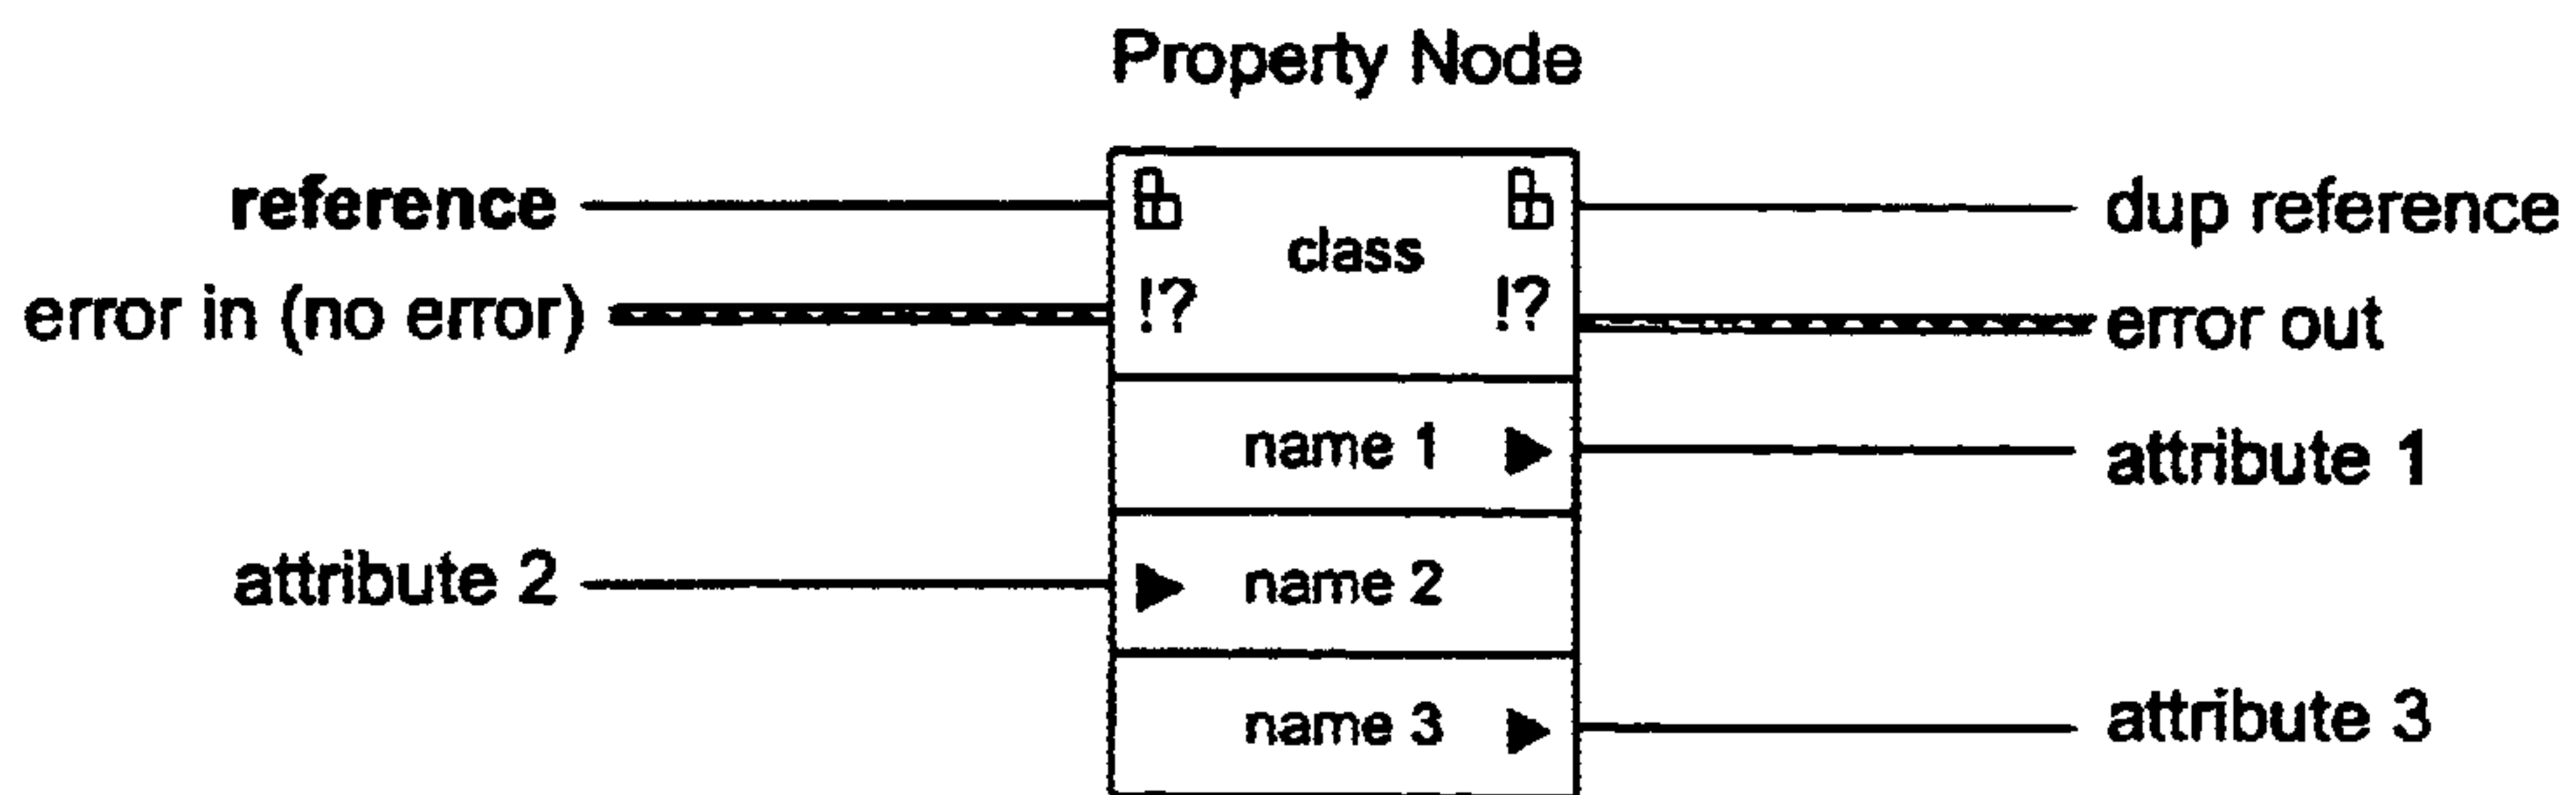 Property Node
reference
class
dup reference
error in (no error)
!?
!?
error out
name 1
attribute 1
attribute 2
name 2
name 3
attribute 3